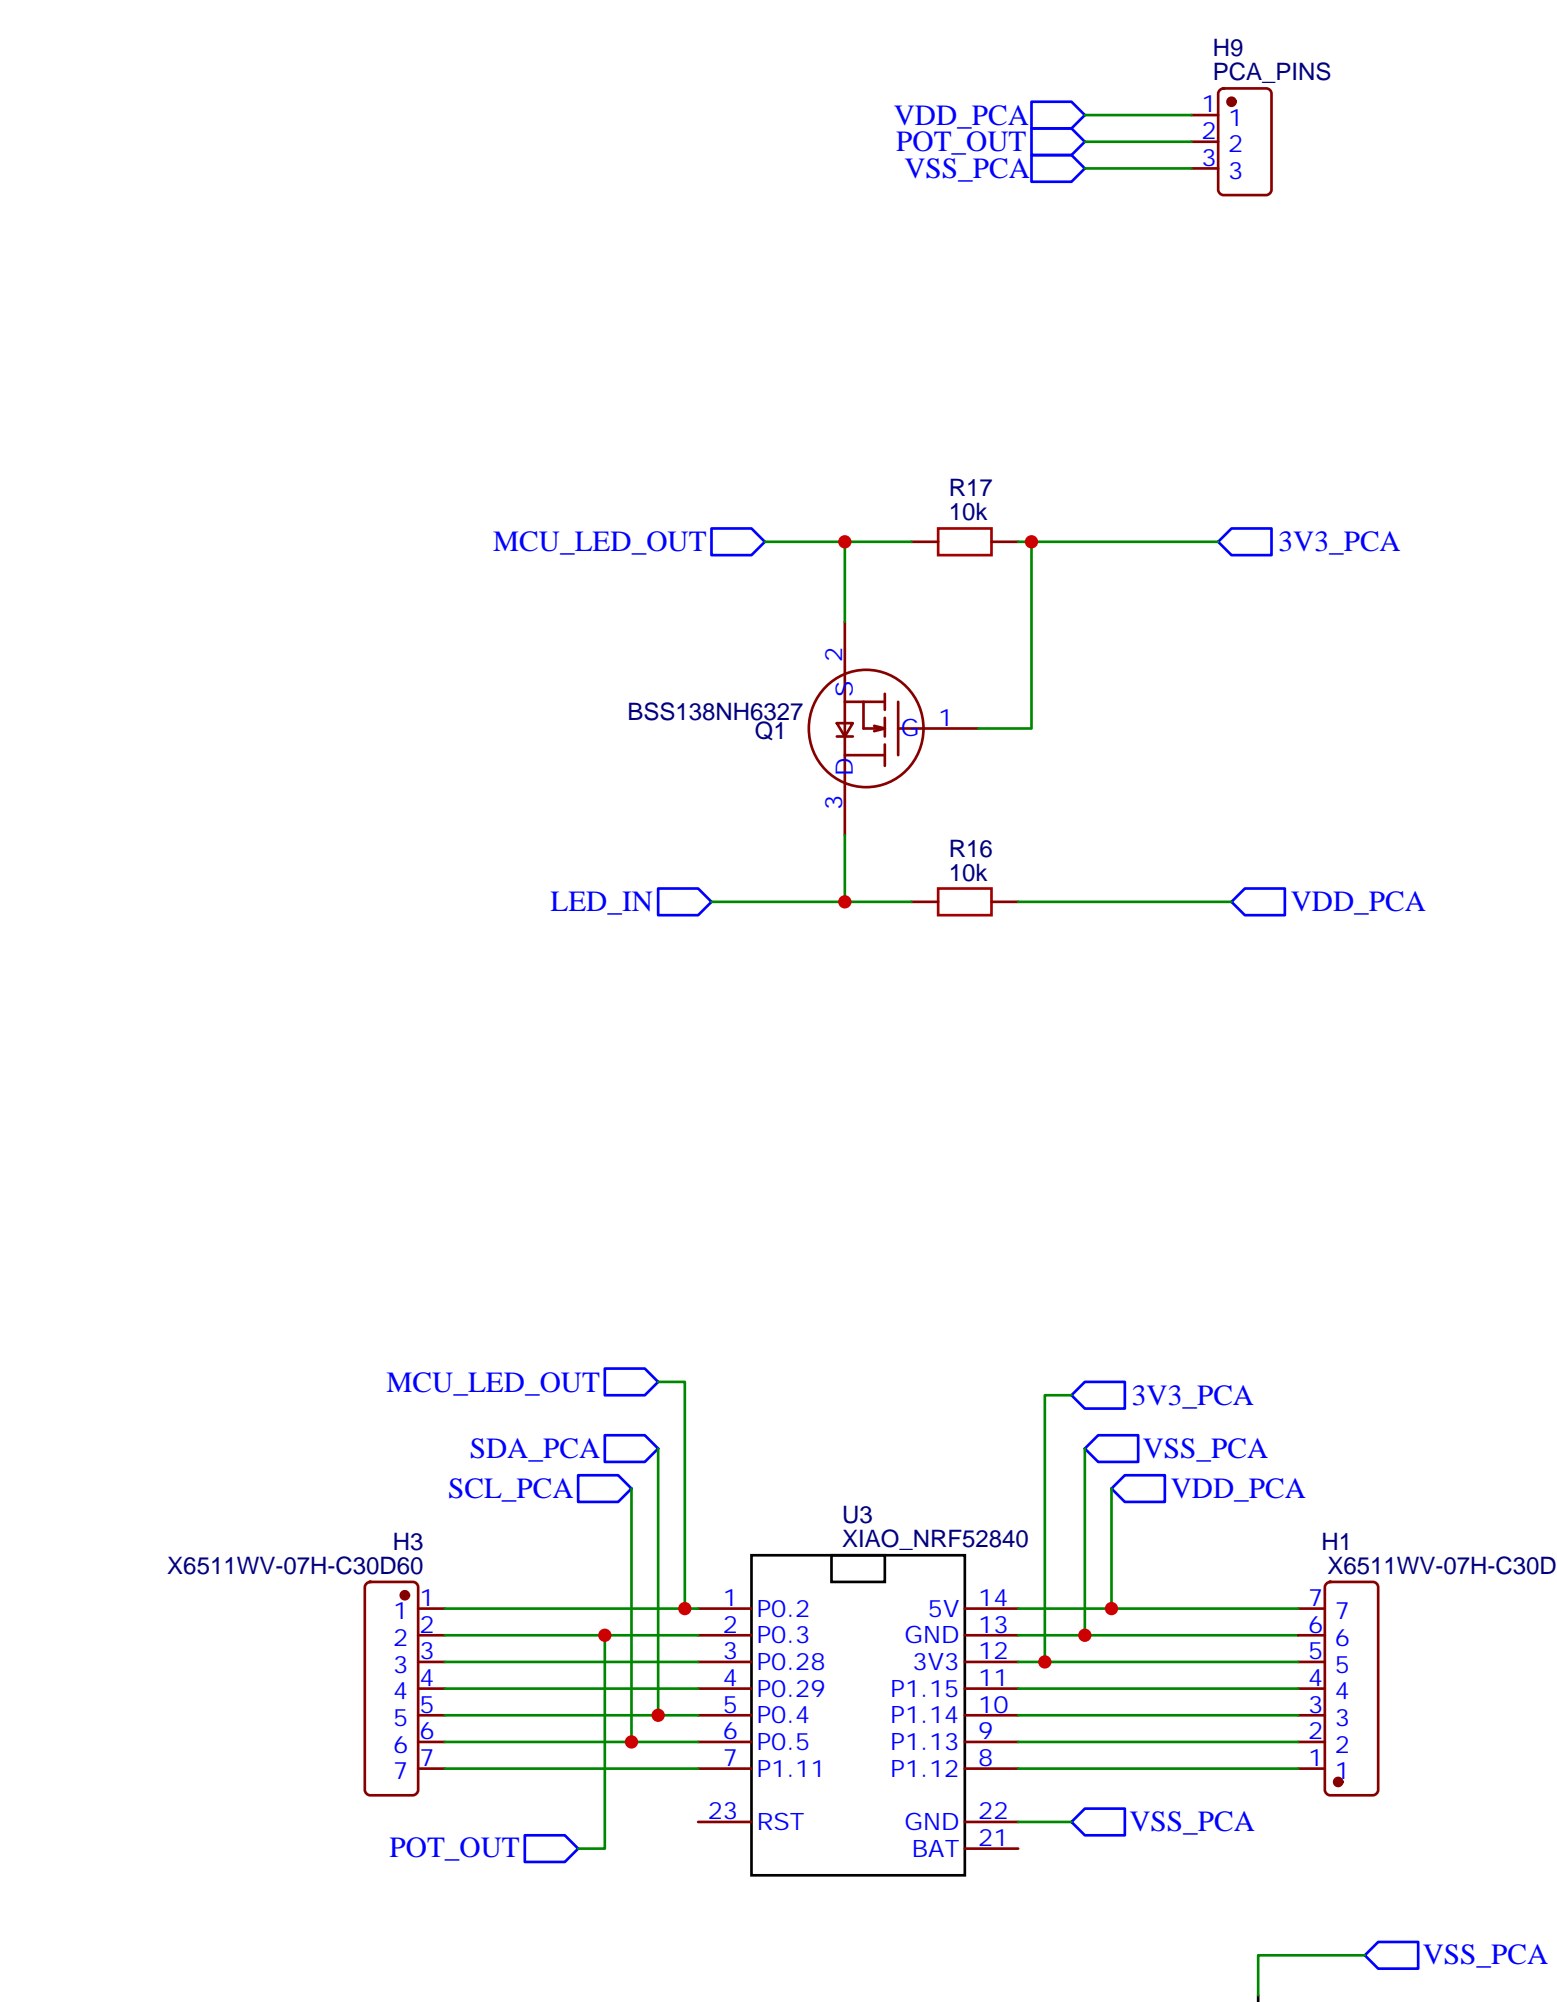 H9
PCA_PINS
VDD_PCA 1 1
POT_OUT 2 2
VSS_PCA 3 3
R17
10k
MCU_LED_OUT 3V3_PCA
2
S
BSS138NH6327
Q1
G 1
D
3
R16
10k
LED_IN VDD_PCA
MCU_LED_OUT 3V3_PCA
SDA_PCA VSS_PCA
SCL_PCA VDD_PCA
U3
XIAO_NRF52840
H3
X6511WV-07H-C30D60
H1
X6511WV-07H-C30D
1 1 1 P0.2 5V 14 7 7
2 2 2 P0.3 GND 13 6 6
3 3 3 P0.28 3V3 12 5 5
4 4 4 P0.29 P1.15 11 4 4
5 5 5 P0.4 P1.14 10 3 3
6 6 6 P0.5 P1.13 9 2 2
7 7 7 P1.11 P1.12 8 1 1
23 RST GND 22 VSS_PCA
POT_OUT BAT 21
VSS_PCA